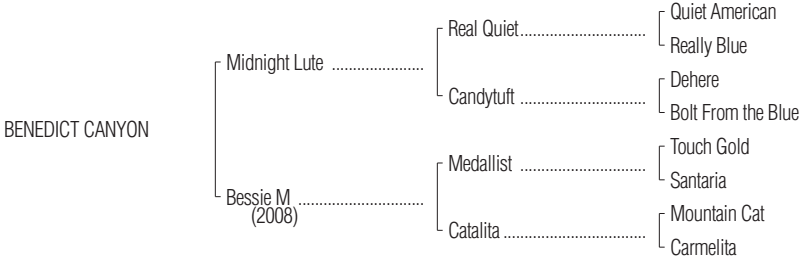 Quiet American
Real Quiet..............................
Really Blue
Midnight Lute ......................
Dehere
Candytuft ..............................
Bolt From the Blue
BENEDICT CANYON
Touch Gold
Medallist ..............................
Santaria
Bessie M ..............................
(2008)
Mountain Cat
Catalita ..................................
Carmelita